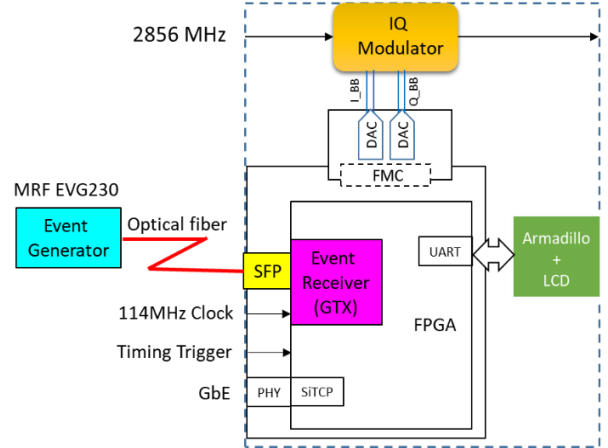 2856 MHz
IQ
Modulator
I_BB
Q_BB
DAC
DAC
FMC
MRF EVG230
Event
Generator
Optical fiber
SFP
Event
Receiver
(GTX)
UART
Armadillo
+
LCD
FPGA
114MHz Clock
Timing Trigger
GbE
PHY
SiTCP